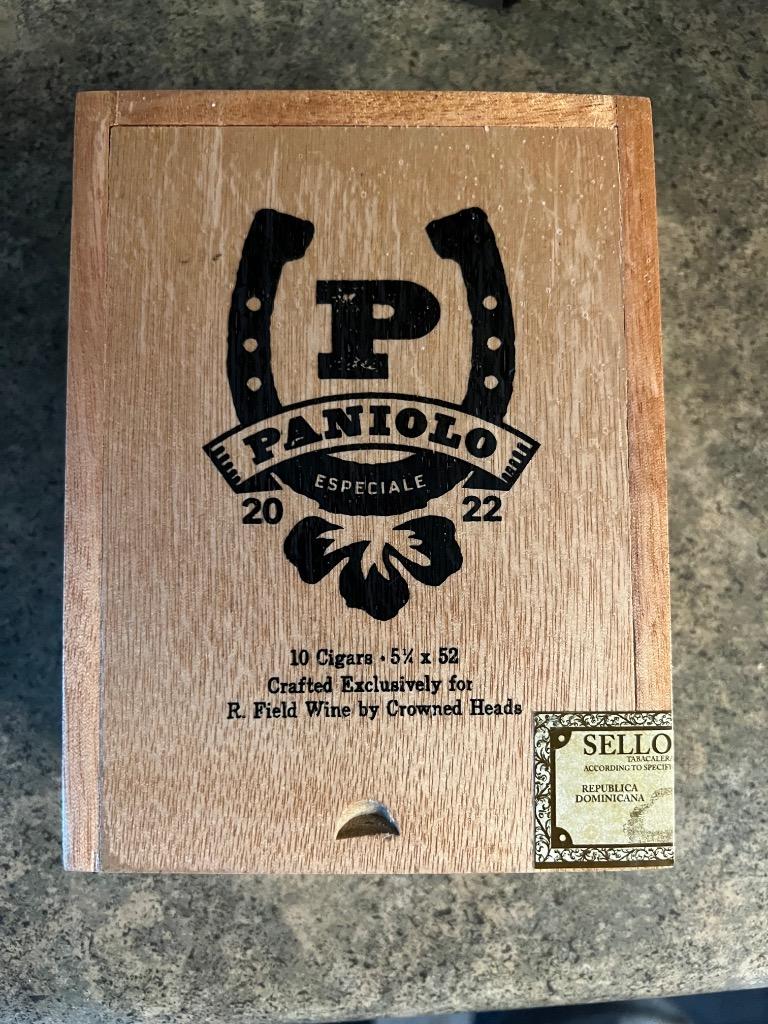 P
PANIOLO
ESPECIALE
20 22
10 Cigars • 5¼ x 52
Crafted Exclusively for
R. Field Wine by Crowned Heads
SELLO
TABACALERA
ACCORDING TO SPECIF
REPUBLICA
DOMINICANA